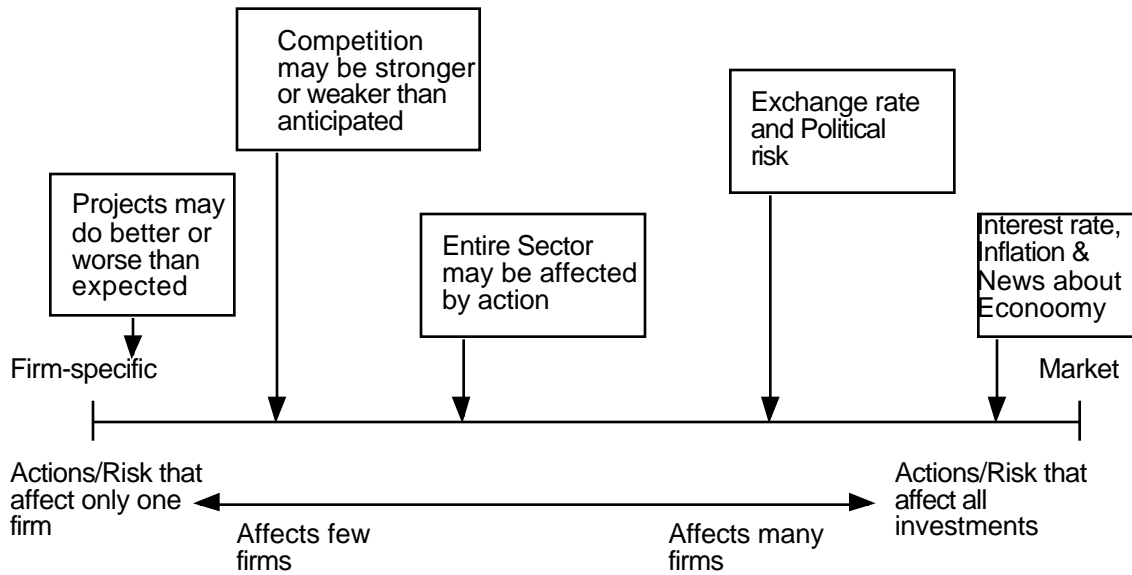 Competition
may be stronger
or weaker than
anticipated
Exchange rate
and Political
risk
Projects may
do better or
worse than
expected
Entire Sector
may be affected
by action
Interest rate,
Inflation &
News about
Econoomy
Firm-specific
Market
Actions/Risk that
affect only one
firm
Actions/Risk that
affect all
investments
Affects few
firms
Affects many
firms